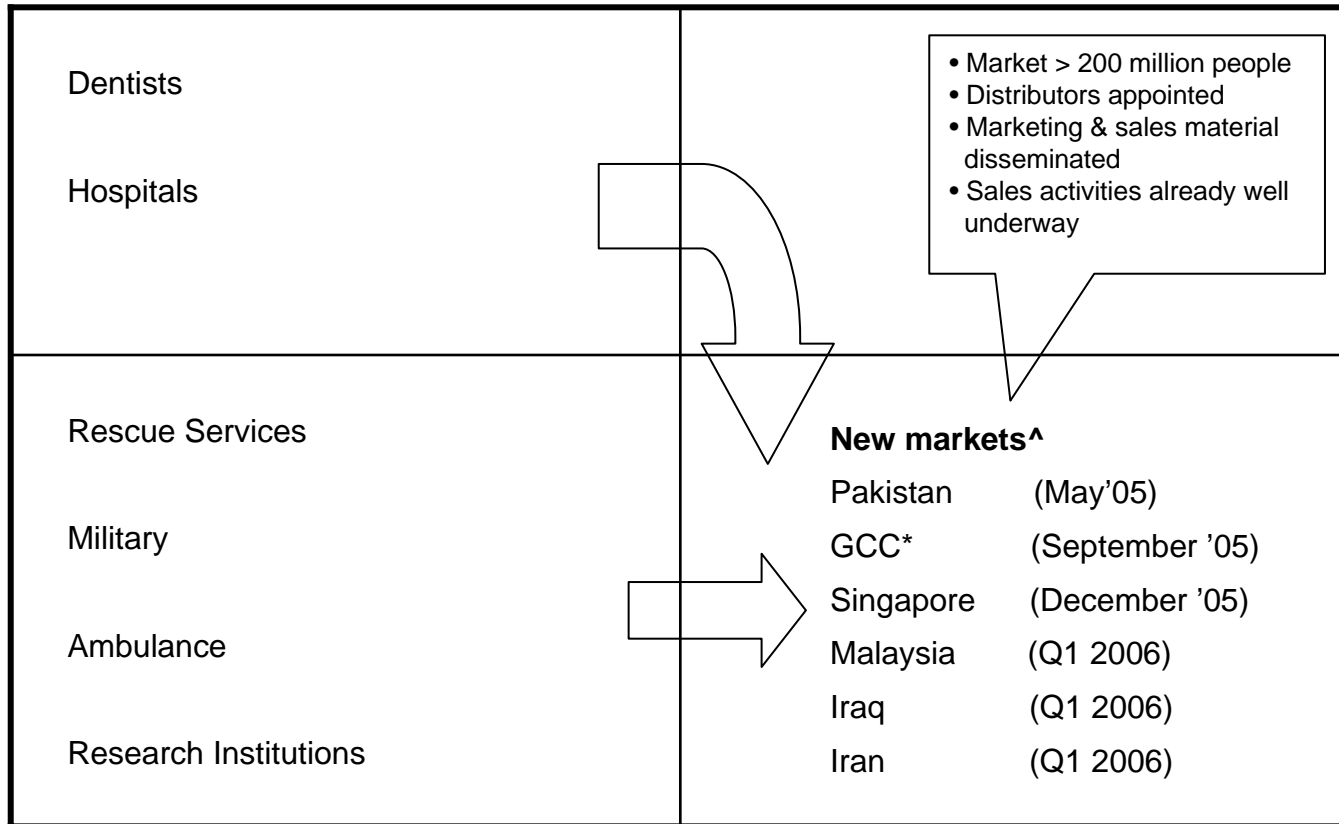 Dentists
Hospitals
• Market > 200 million people
• Distributors appointed
• Marketing & sales material
disseminated
• Sales activities already well
underway
Rescue Services
Military
Ambulance
Research Institutions
New markets^
Pakistan (May’05)
GCC* (September ’05)
Singapore (December ’05)
Malaysia (Q1 2006)
Iraq (Q1 2006)
Iran (Q1 2006)